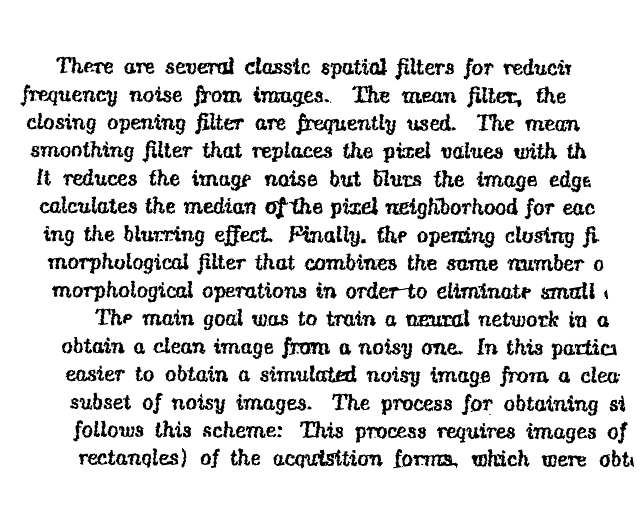 There are several classic spatial filters for reducin
frequency noise from images. The mean filter, the
closing opening filter are frequently used. The mean
smoothing filter that replaces the pixel values with th
It reduces the image noise but blurs the image edge
calculates the median of the pixel neighborhood for eac
ing the blurring effect. Finally, the opening closing fi
morphological filter that combines the same number o
morphological operations in order to eliminate small
The main goal was to train a neural network in a
obtain a clean image from a noisy one. In this partic
easier to obtain a simulated noisy image from a clea
subset of noisy images. The process for obtaining si
follows this scheme: This process requires images of
rectangles) of the acquisition forms, which were obt